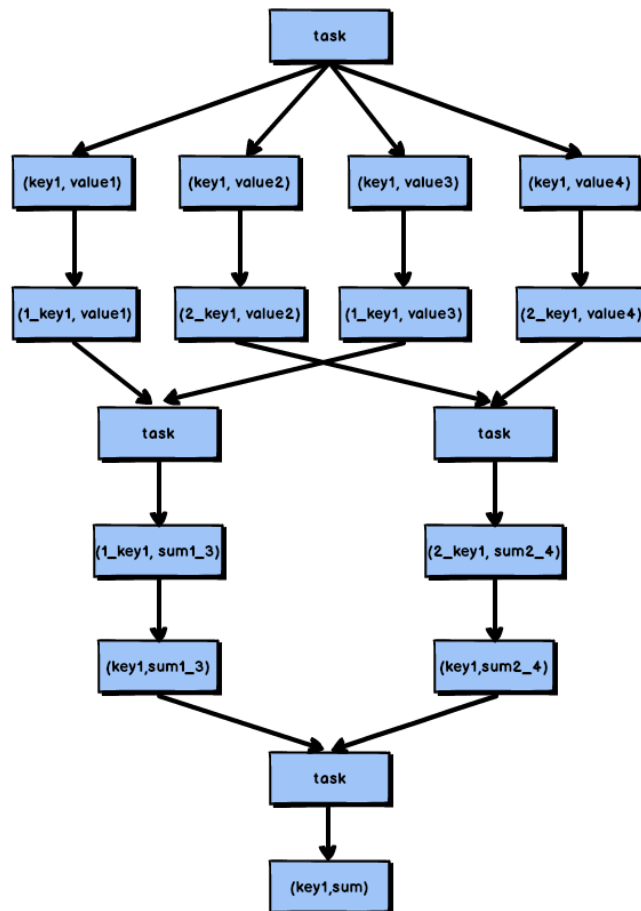 task
(key1, value1)
(key1, value2)
(key1, value3)
(key1, value4)
(1_key1, value1)
(2_key1, value2)
(1_key1, value3)
(2_key1, value4)
task
task
(1_key1, sum1_3)
(2_key1, sum2_4)
(key1,sum1_3)
(key1,sum2_4)
task
(key1,sum)